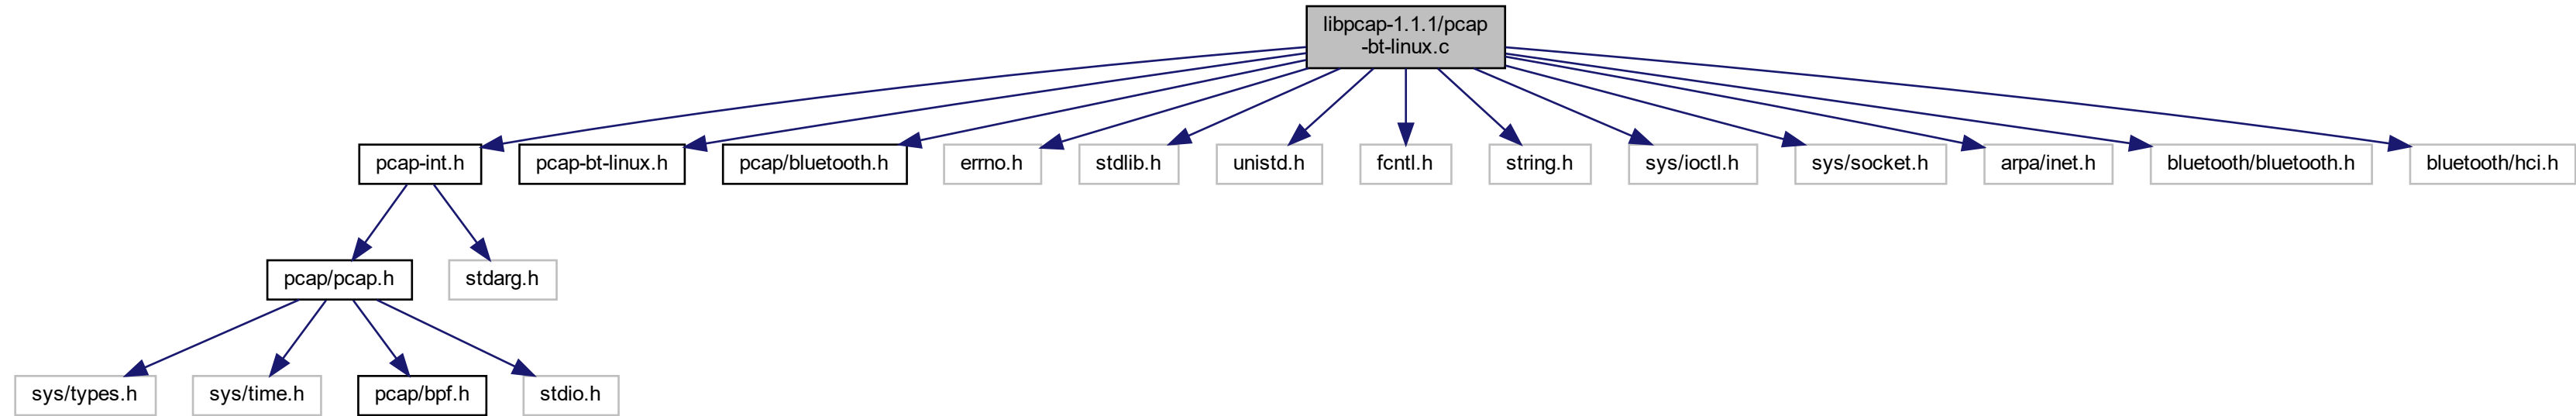 libpcap-1.1.1/pcap
-bt-linux.c
pcap-int.h
pcap-bt-linux.h
pcap/bluetooth.h
errno.h
stdlib.h
unistd.h
fcntl.h
string.h
sys/ioctl.h
sys/socket.h
arpa/inet.h
bluetooth/bluetooth.h
bluetooth/hci.h
pcap/pcap.h
stdarg.h
sys/types.h
sys/time.h
pcap/bpf.h
stdio.h